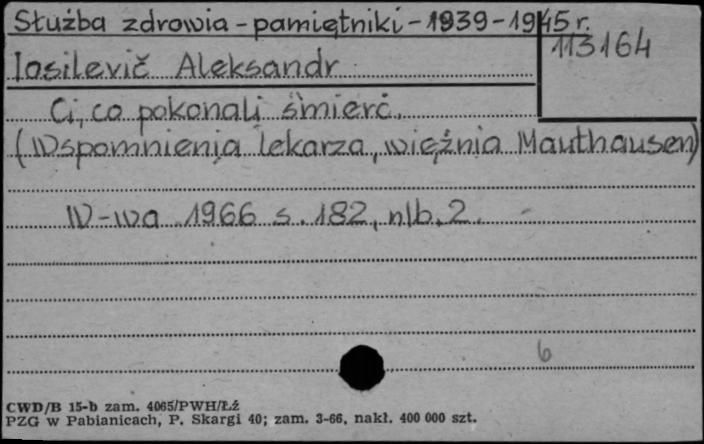 Służba zdrowia - pamiętniki - 1939-1945 r.
113164
Iosilevič Aleksandr
Ci, co pokonali śmierć.
(Wspomnienia lekarza, więźnia Mauthausen)
W-wa 1966 s. 182, nlb. 2.
6
CWD/B 15-b zam. 4065/PWH/Łź
PZG w Pabianicach, P. Skargi 40; zam. 3-66, nakł. 400 000 szt.